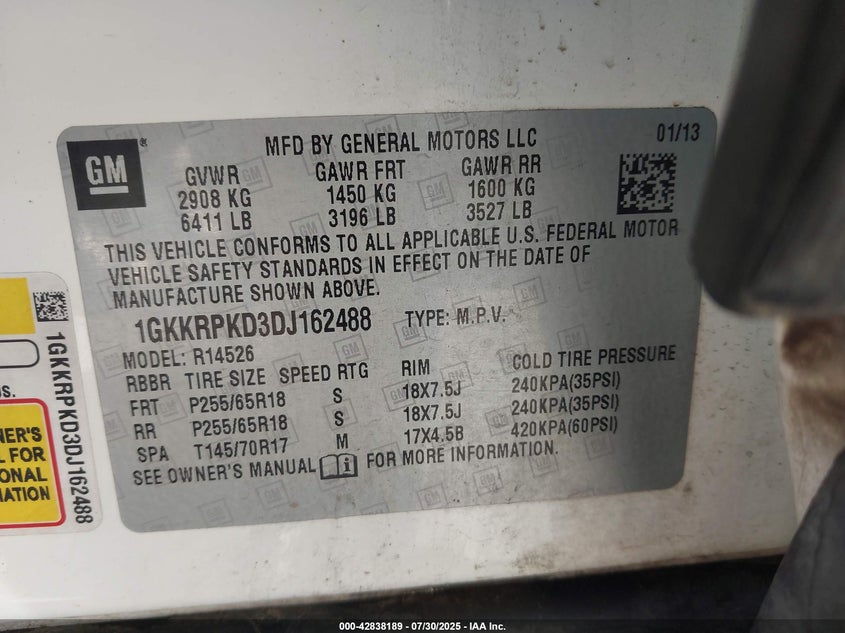 GM
MFD BY GENERAL MOTORS LLC 01/13
GVWR GAWR FRT GAWR RR
2908 KG 1450 KG 1600 KG
6411 LB 3196 LB 3527 LB
THIS VEHICLE CONFORMS TO ALL APPLICABLE U.S. FEDERAL MOTOR
VEHICLE SAFETY STANDARDS IN EFFECT ON THE DATE OF
MANUFACTURE SHOWN ABOVE.
1GKKRPKD3DJ162488 TYPE: M.P.V.
MODEL: R14526
RBBR TIRE SIZE SPEED RTG RIM COLD TIRE PRESSURE
FRT P255/65R18 S 18X7.5J 240KPA(35PSI)
RR P255/65R18 S 18X7.5J 240KPA(35PSI)
SPA T145/70R17 M 17X4.5B 420KPA(60PSI)
SEE OWNER'S MANUAL FOR MORE INFORMATION.
1GKKRPKD3DJ162488
NER'S
L FOR
ONAL
MATION
000-42838189 - 07/30/2025 - IAA Inc.